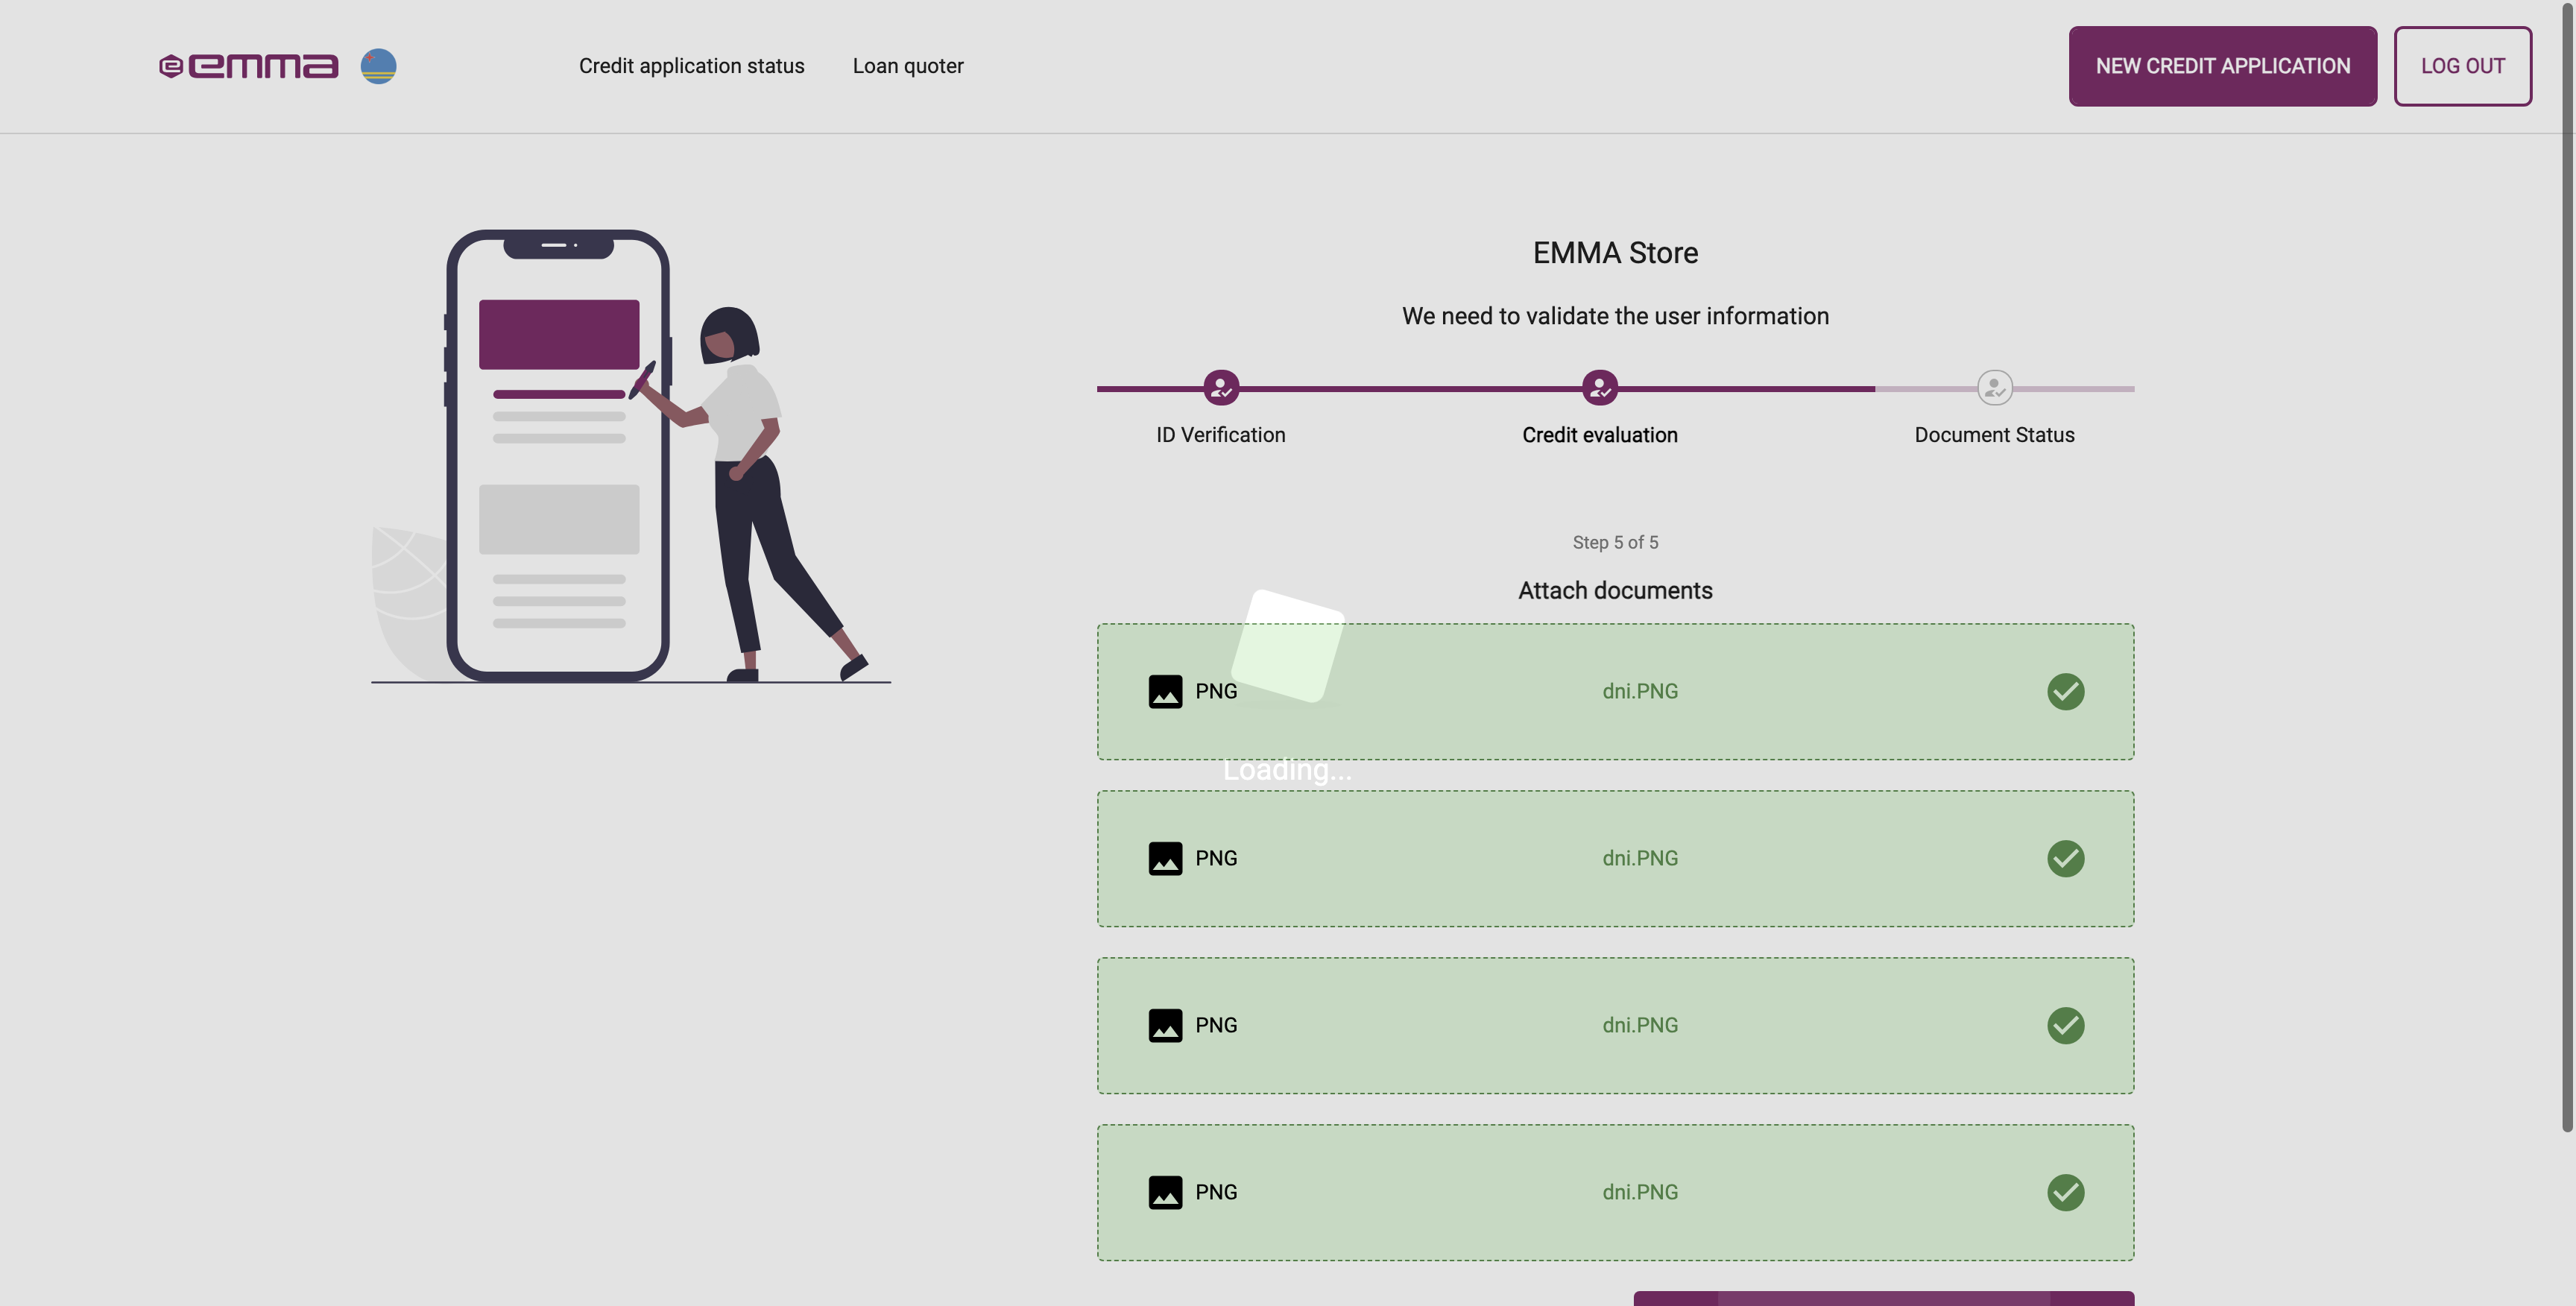 emma
Credit application status
Loan quoter
NEW CREDIT APPLICATION
LOG OUT
EMMA Store
We need to validate the user information
ID Verification
Credit evaluation
Document Status
Step 5 of 5
Attach documents
PNG
dni.PNG
Loading...
PNG
dni.PNG
PNG
dni.PNG
PNG
dni.PNG